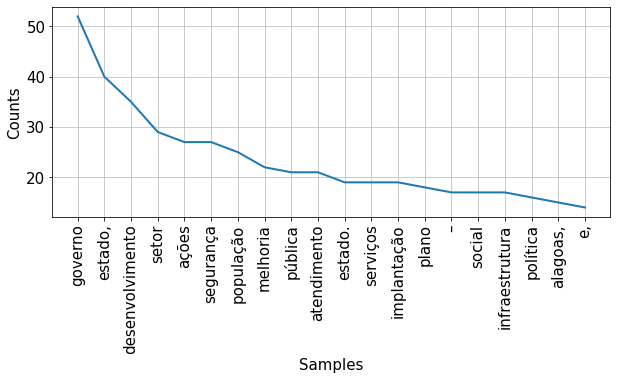 50
40
30
20
Counts
governo
estado,
desenvolvimento
setor
ações
segurança
população
melhoria
pública
atendimento
estado.
serviços
implantação
plano
–
social
infraestrutura
política
alagoas,
e,
Samples